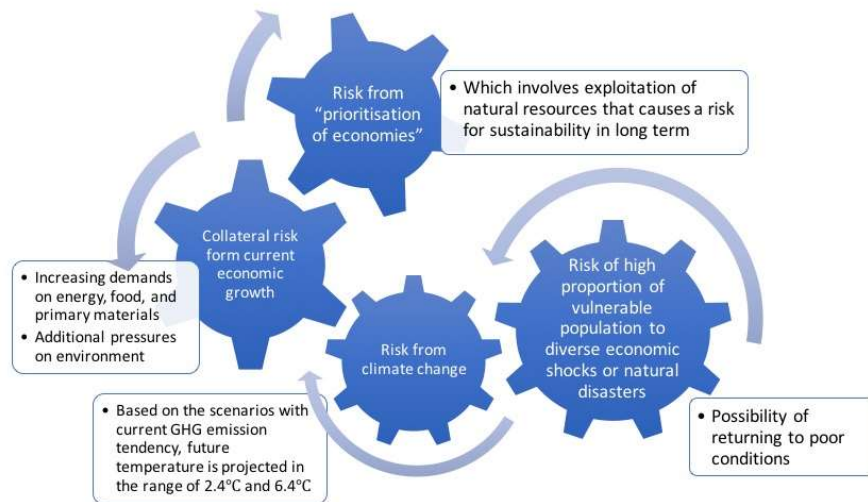 Risk from
“prioritisation
of economies”
• Which involves exploitation of
natural resources that causes a risk
for sustainability in long term
Collateral risk
form current
economic
growth
• Increasing demands
on energy, food, and
primary materials
• Additional pressures
on environment
Risk from
climate change
• Based on the scenarios with
current GHG emission
tendency, future
temperature is projected in
the range of 2.4℃ and 6.4℃
Risk of high
proportion of
vulnerable
population to
diverse economic
shocks or natural
disasters
• Possibility of
returning to poor
conditions